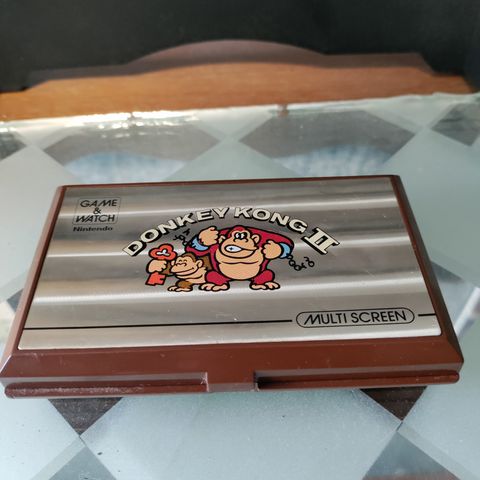 GAME
&
WATCH
Nintendo
DONKEY KONG II
MULTI SCREEN